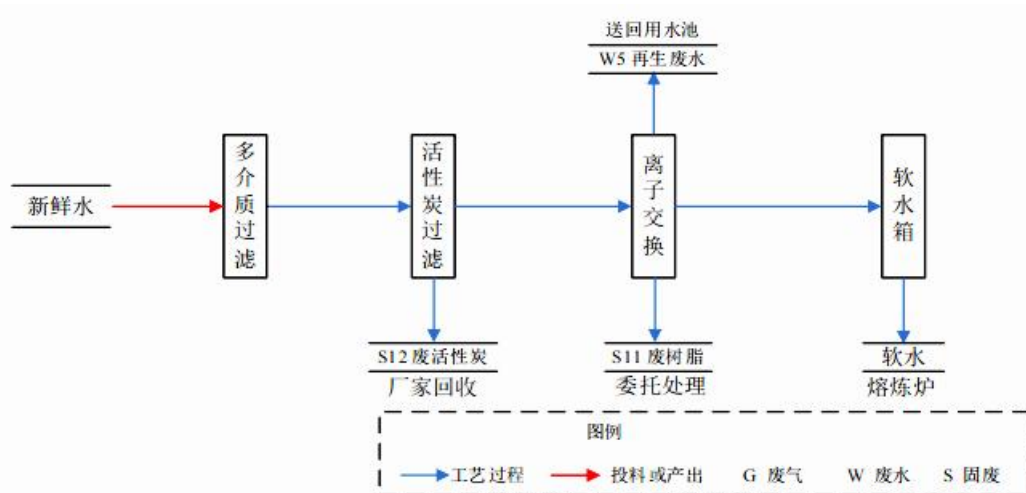 送回用水池
W5 再生废水
新鲜水
多介质过滤
活性炭过滤
离子交换
软水箱
S12 废活性炭
厂家回收
S11 废树脂
委托处理
软水
熔炼炉
图例
工艺过程
投料或产出
G 废气
W 废水
S 固废